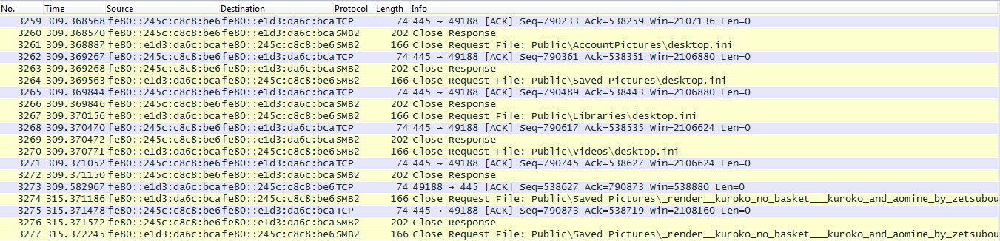 No. Time Source Destination Protocol Length Info
3259 309.368568 fe80::245c:c8c8:be6 fe80::e1d3:da6c:bca TCP 74 445 → 49188 [ACK] Seq=790233 Ack=538259 Win=2107136 Len=0
3260 309.368570 fe80::245c:c8c8:be6 fe80::e1d3:da6c:bca SMB2 202 Close Response
3261 309.368887 fe80::e1d3:da6c:bca fe80::245c:c8c8:be6 SMB2 166 Close Request File: Public\AccountPictures\desktop.ini
3262 309.369267 fe80::245c:c8c8:be6 fe80::e1d3:da6c:bca TCP 74 445 → 49188 [ACK] Seq=790361 Ack=538351 Win=2106880 Len=0
3263 309.369268 fe80::245c:c8c8:be6 fe80::e1d3:da6c:bca SMB2 202 Close Response
3264 309.369563 fe80::e1d3:da6c:bca fe80::245c:c8c8:be6 SMB2 166 Close Request File: Public\Saved Pictures\desktop.ini
3265 309.369844 fe80::245c:c8c8:be6 fe80::e1d3:da6c:bca TCP 74 445 → 49188 [ACK] Seq=790489 Ack=538443 Win=2106880 Len=0
3266 309.369846 fe80::245c:c8c8:be6 fe80::e1d3:da6c:bca SMB2 202 Close Response
3267 309.370156 fe80::e1d3:da6c:bca fe80::245c:c8c8:be6 SMB2 166 Close Request File: Public\Libraries\desktop.ini
3268 309.370470 fe80::245c:c8c8:be6 fe80::e1d3:da6c:bca TCP 74 445 → 49188 [ACK] Seq=790617 Ack=538535 Win=2106624 Len=0
3269 309.370472 fe80::245c:c8c8:be6 fe80::e1d3:da6c:bca SMB2 202 Close Response
3270 309.370771 fe80::e1d3:da6c:bca fe80::245c:c8c8:be6 SMB2 166 Close Request File: Public\Videos\desktop.ini
3271 309.371052 fe80::245c:c8c8:be6 fe80::e1d3:da6c:bca TCP 74 445 → 49188 [ACK] Seq=790745 Ack=538627 Win=2106624 Len=0
3272 309.371150 fe80::245c:c8c8:be6 fe80::e1d3:da6c:bca SMB2 202 Close Response
3273 309.582967 fe80::e1d3:da6c:bca fe80::245c:c8c8:be6 TCP 74 49188 → 445 [ACK] Seq=538627 Ack=790873 Win=538880 Len=0
3274 315.371186 fe80::e1d3:da6c:bca fe80::245c:c8c8:be6 SMB2 166 Close Request File: Public\Saved Pictures\_render__kuroko_no_basket___kuroko_and_aomine_by_zetsubou
3275 315.371478 fe80::245c:c8c8:be6 fe80::e1d3:da6c:bca TCP 74 445 → 49188 [ACK] Seq=790873 Ack=538719 Win=2108160 Len=0
3276 315.371572 fe80::245c:c8c8:be6 fe80::e1d3:da6c:bca SMB2 202 Close Response
3277 315.372245 fe80::e1d3:da6c:bca fe80::245c:c8c8:be6 SMB2 166 Close Request File: Public\Saved Pictures\_render__kuroko_no_basket___kuroko_and_aomine_by_zetsubou